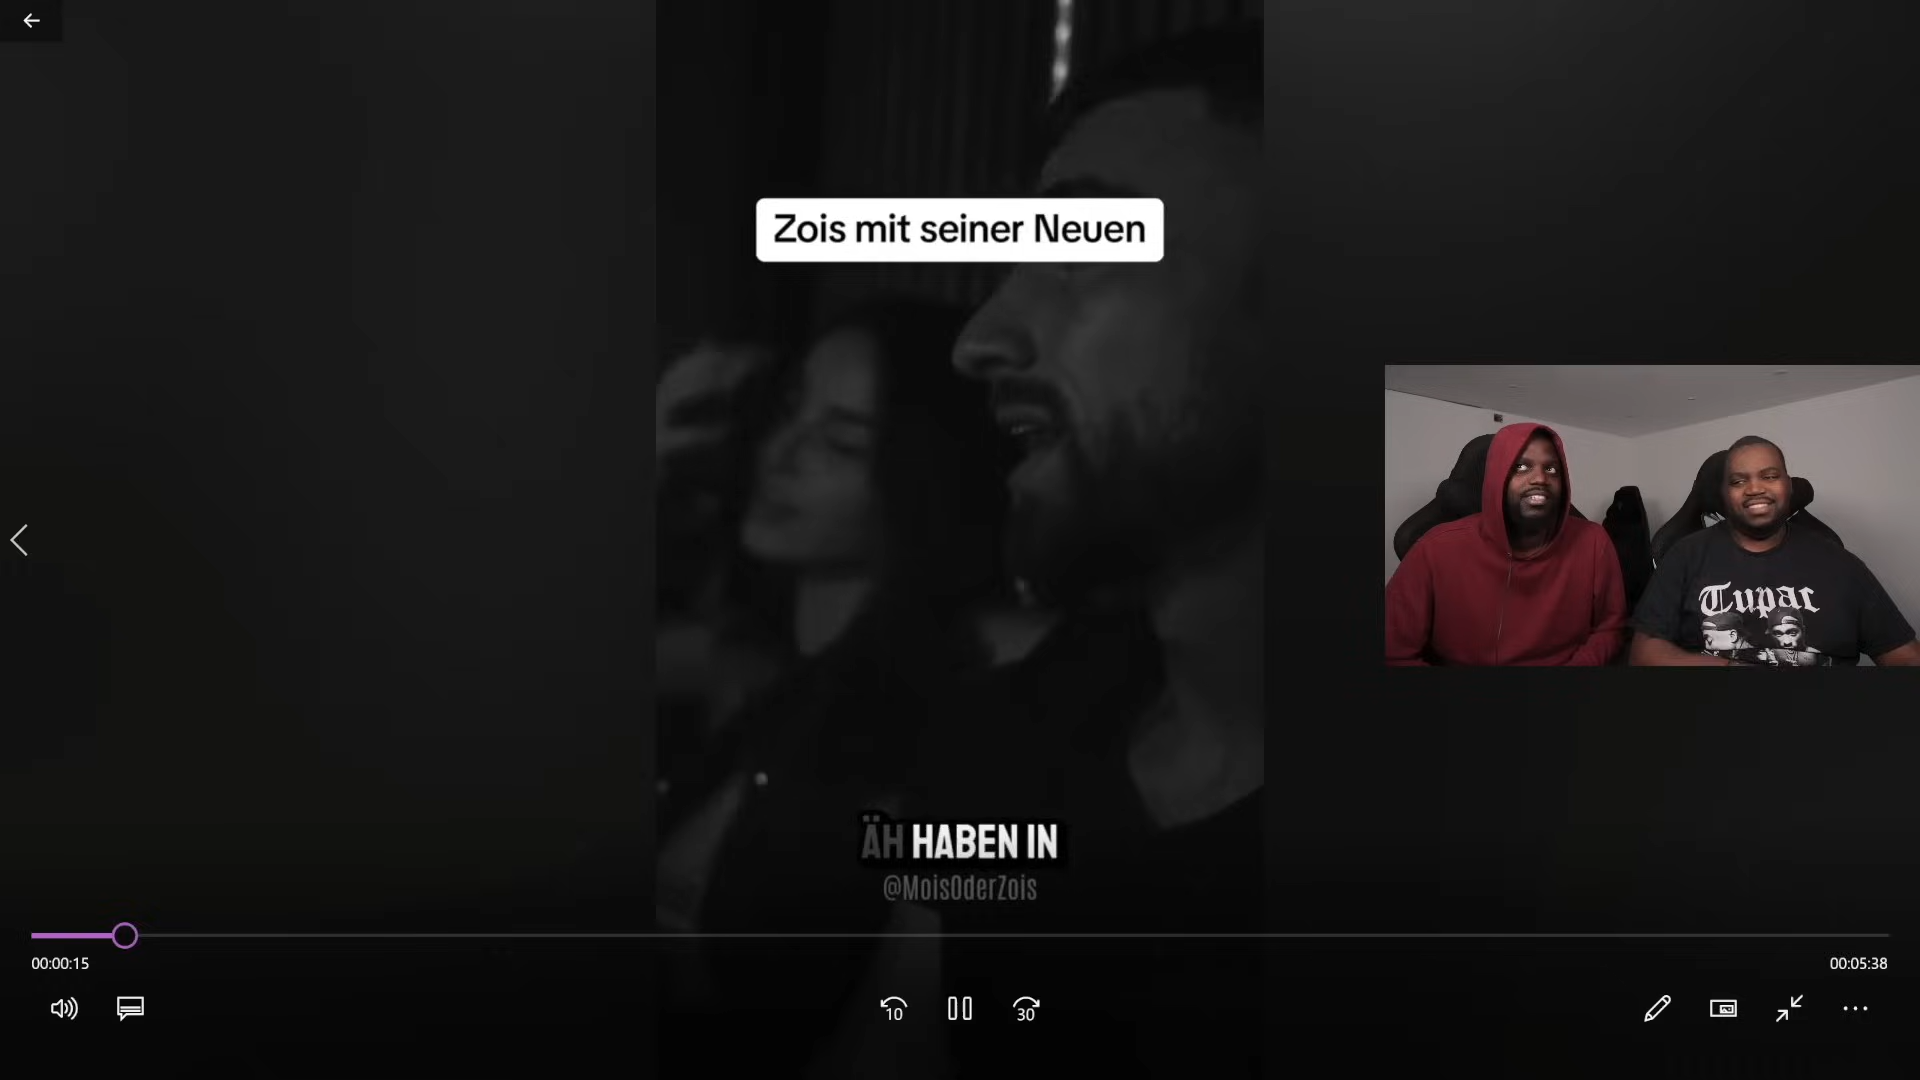 Zois mit seiner Neuen
Tupac
ÄH HABEN IN
@MoisOderZois
00:00:15
00:05:38
10
30